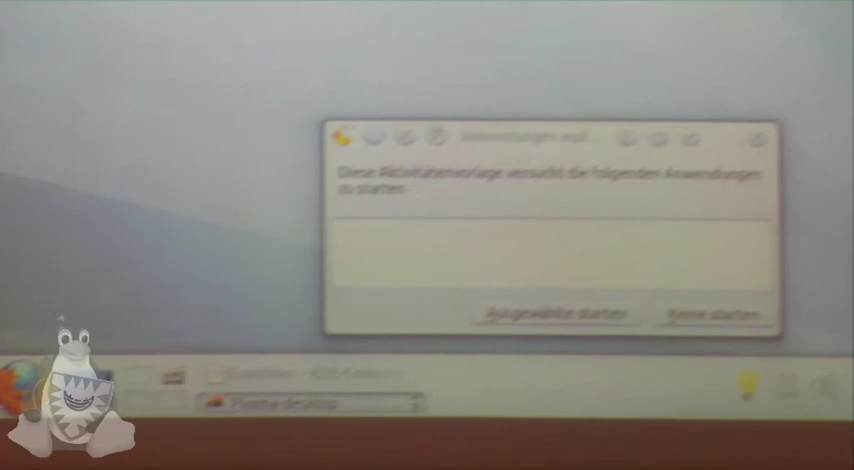 Diese Aktivitätenvorlage versucht die folgenden Anwendungen
zu starten
Ausgewählte starten
Keine starten
Plasma-desktop